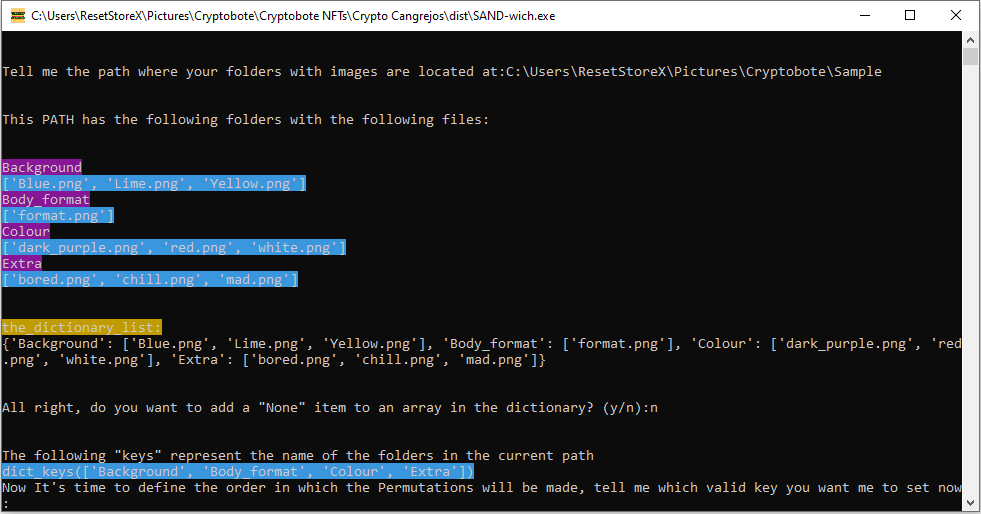 C:\Users\ResetStoreX\Pictures\Cryptobote\Cryptobote NFTs\Crypto Cangrejos\dist\SAND-wich.exe
Tell me the path where your folders with images are located at:C:\Users\ResetStoreX\Pictures\Cryptobote\Sample
This PATH has the following folders with the following files:
Background
['Blue.png', 'Lime.png', 'Yellow.png']
Body_format
['format.png']
Colour
['dark_purple.png', 'red.png', 'white.png']
Extra
['bored.png', 'chill.png', 'mad.png']
the_dictionary_list:
{'Background': ['Blue.png', 'Lime.png', 'Yellow.png'], 'Body_format': ['format.png'], 'Colour': ['dark_purple.png', 'red
.png', 'white.png'], 'Extra': ['bored.png', 'chill.png', 'mad.png']}
All right, do you want to add a "None" item to an array in the dictionary? (y/n):n
The following "keys" represent the name of the folders in the current path
dict_keys(['Background', 'Body_format', 'Colour', 'Extra'])
Now It's time to define the order in which the Permutations will be made, tell me which valid key you want me to set now
: